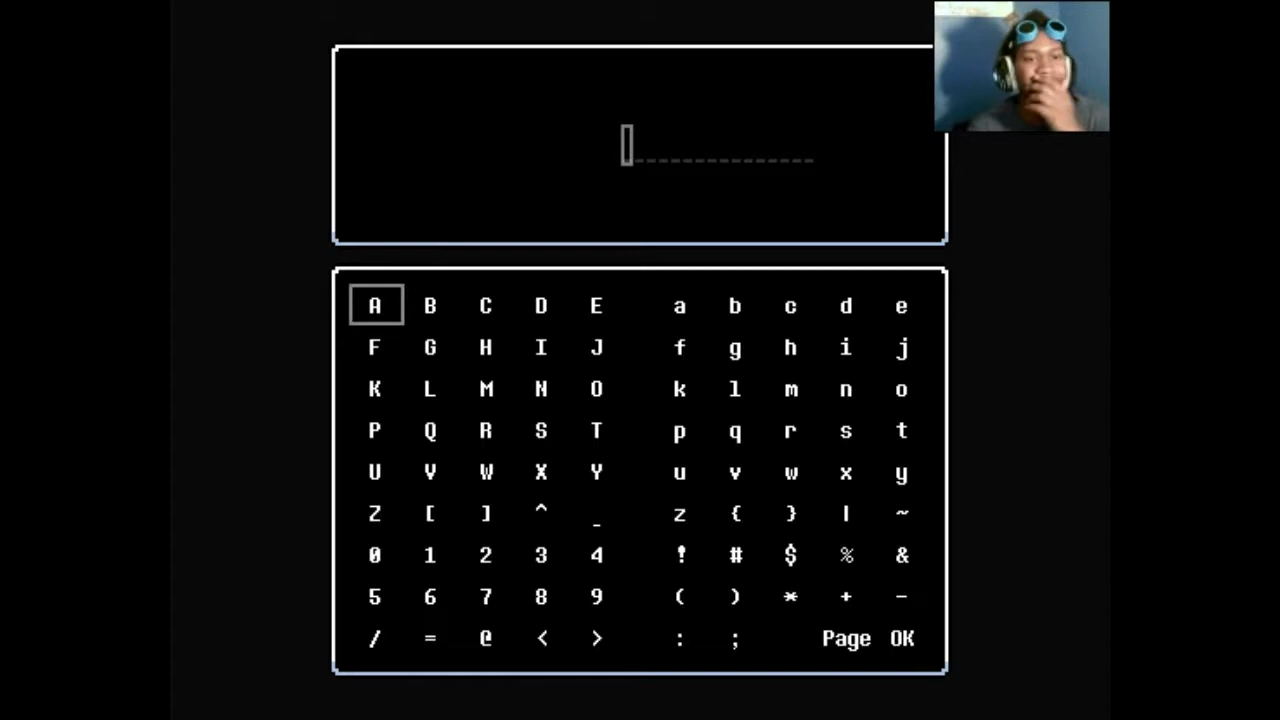 A B C D E a b c d e
F G H I J f g h i j
K L M N O k l m n o
P Q R S T p q r s t
U V W X Y u v w x y
Z [ ] ^ _ z { } | ~
0 1 2 3 4 ! # $ % &
5 6 7 8 9 ( ) * + -
/ = @ < > : ; Page OK